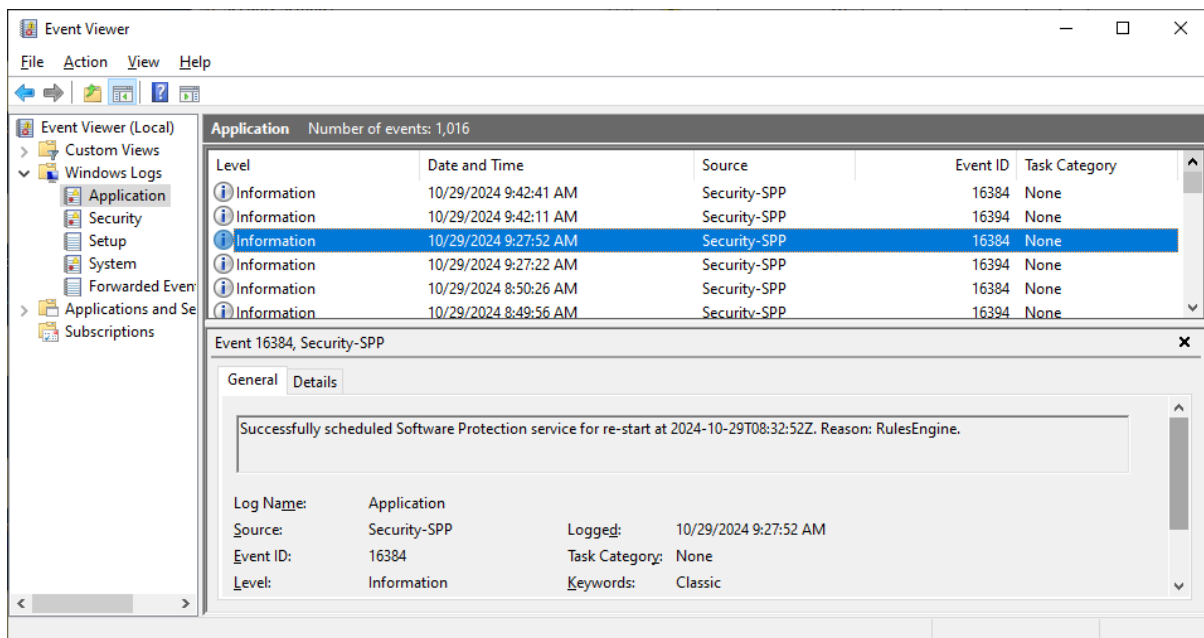 Event Viewer
File Action View Help
Event Viewer (Local)
Custom Views
Windows Logs
Application
Security
Setup
System
Forwarded Even
Applications and Se
Subscriptions
Application Number of events: 1,016
Level Date and Time Source Event ID Task Category
Information 10/29/2024 9:42:41 AM Security-SPP 16384 None
Information 10/29/2024 9:42:11 AM Security-SPP 16394 None
Information 10/29/2024 9:27:52 AM Security-SPP 16384 None
Information 10/29/2024 9:27:22 AM Security-SPP 16394 None
Information 10/29/2024 8:50:26 AM Security-SPP 16384 None
Information 10/29/2024 8:49:56 AM Security-SPP 16394 None
Event 16384, Security-SPP
General Details
Successfully scheduled Software Protection service for re-start at 2024-10-29T08:32:52Z. Reason: RulesEngine.
Log Name: Application
Source: Security-SPP Logged: 10/29/2024 9:27:52 AM
Event ID: 16384 Task Category: None
Level: Information Keywords: Classic